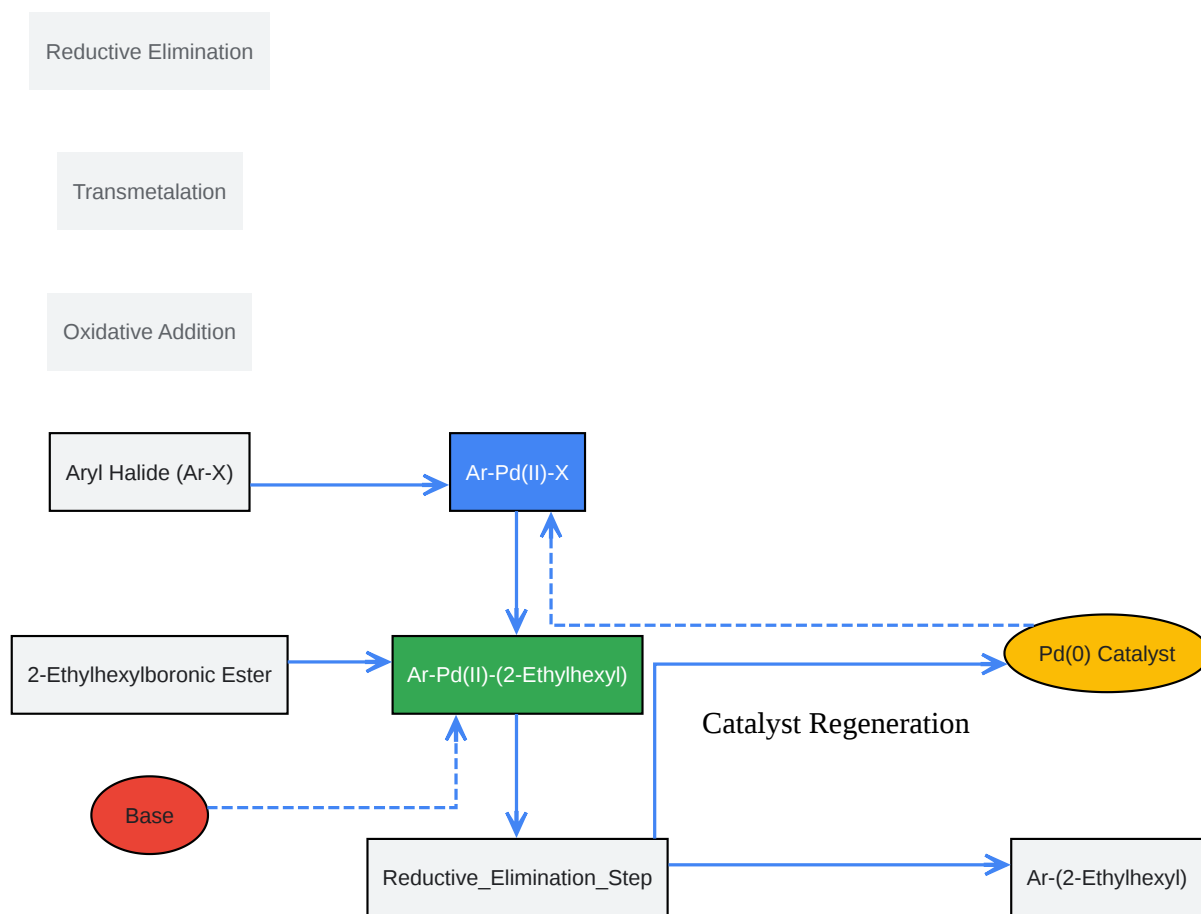 Reductive Elimination
Transmetalation
Oxidative Addition
Aryl Halide (Ar-X)
Ar-Pd(II)-X
2-Ethylhexylboronic Ester
Ar-Pd(II)-(2-Ethylhexyl)
Pd(0) Catalyst
Catalyst Regeneration
Base
Reductive_Elimination_Step
Ar-(2-Ethylhexyl)